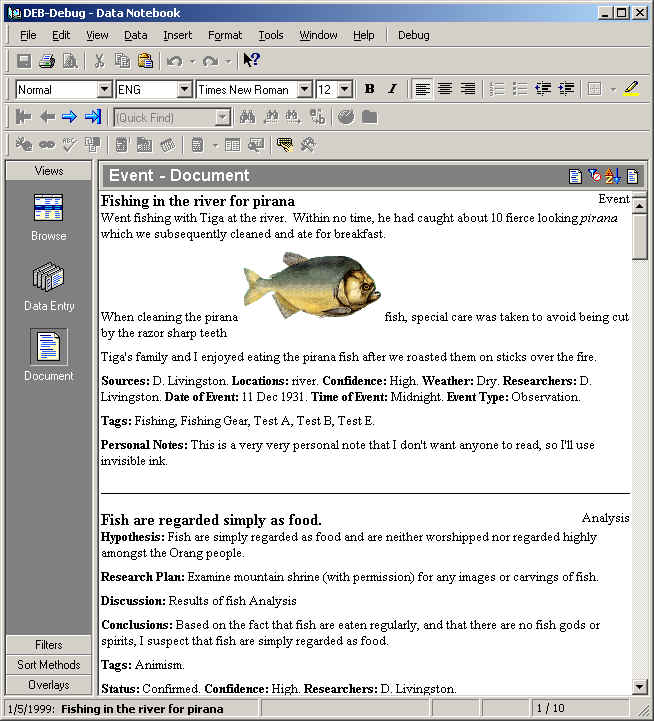 DEB-Debug - Data Notebook
File Edit View Data Insert Format Tools Window Help Debug
Normal ENG Times New Roman 12 B I
(Quick Find)
Views
Event - Document
Browse
Data Entry
Document
Fishing in the river for pirana Event
Went fishing with Tiga at the river. Within no time, he had caught about 10 fierce looking pirana
which we subsequently cleaned and ate for breakfast.
When cleaning the pirana fish, special care was taken to avoid being cut
by the razor sharp teeth
Tiga's family and I enjoyed eating the pirana fish after we roasted them on sticks over the fire.
Sources: D. Livingston. Locations: river. Confidence: High. Weather: Dry. Researchers: D.
Livingston. Date of Event: 11 Dec 1931. Time of Event: Midnight. Event Type: Observation.
Tags: Fishing, Fishing Gear, Test A, Test B, Test E.
Personal Notes: This is a very very personal note that I don't want anyone to read, so I'll use
invisible ink.
Fish are regarded simply as food. Analysis
Hypothesis: Fish are simply regarded as food and are neither worshipped nor regarded highly
amongst the Orang people.
Research Plan: Examine mountain shrine (with permission) for any images or carvings of fish.
Discussion: Results of fish Analysis
Conclusions: Based on the fact that fish are eaten regularly, and that there are no fish gods or
spirits, I suspect that fish are simply regarded as food.
Tags: Animism.
Status: Confirmed. Confidence: High. Researchers: D. Livingston.
Filters
Sort Methods
Overlays
1/5/1999: Fishing in the river for pirana 1 / 10